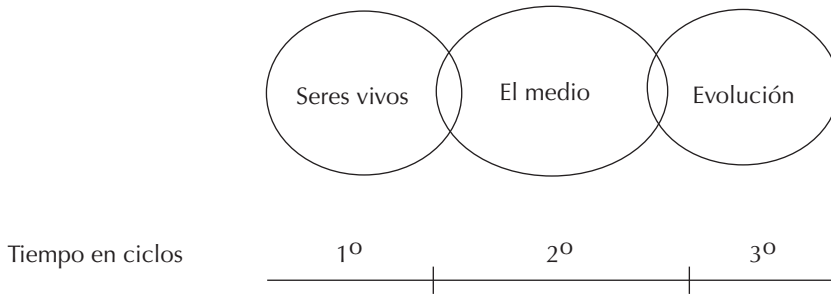 Seres vivos
El medio
Evolución
Tiempo en ciclos 1º 2º 3º